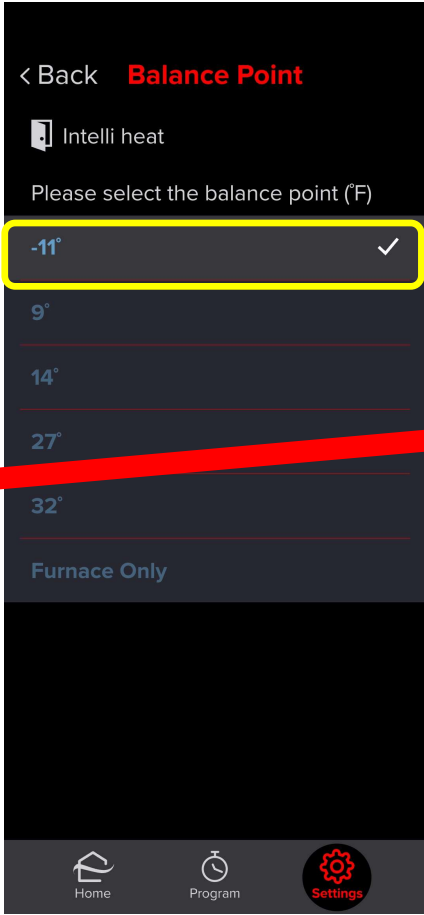 < Back Balance Point
Intelli heat
Please select the balance point (°F)
-11°
9°
14°
27°
32°
Furnace Only
Home Program Settings